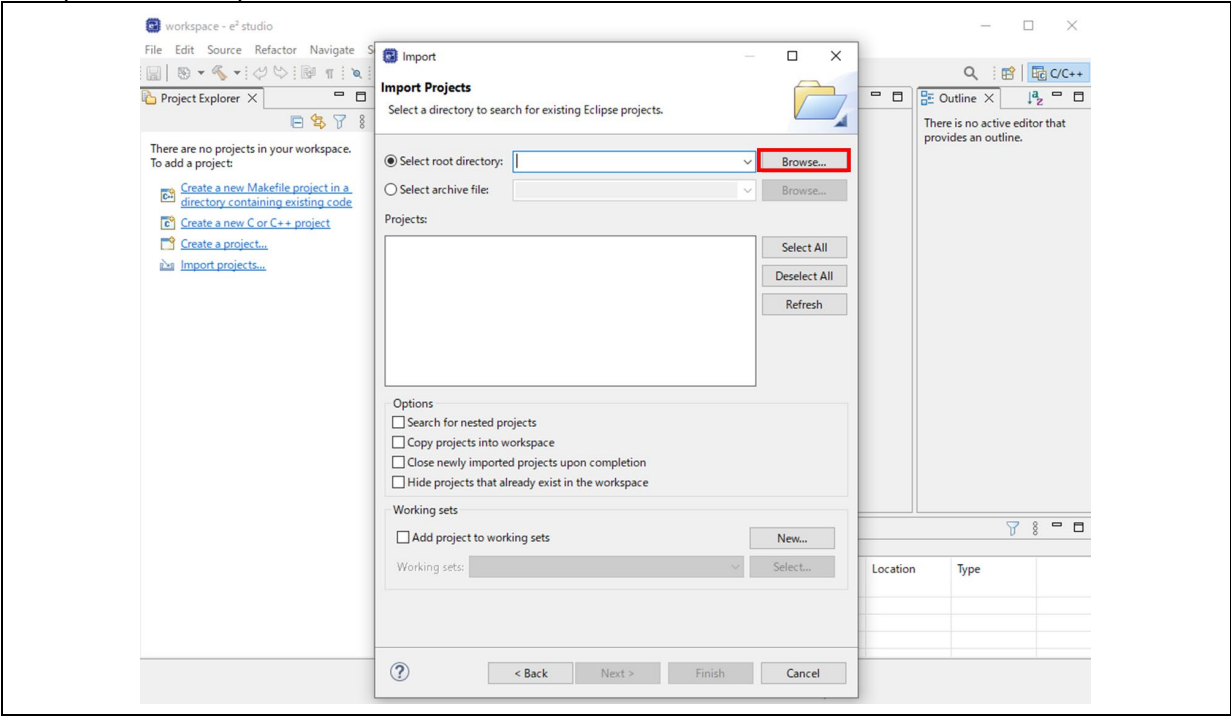 workspace - e² studio
File Edit Source Refactor Navigate S
C/C++
Project Explorer
There are no projects in your workspace.
To add a project:
Create a new Makefile project in a
directory containing existing code
Create a new C or C++ project
Create a project...
Import projects...
Import
Import Projects
Select a directory to search for existing Eclipse projects.
Select root directory:
Browse...
Select archive file:
Browse...
Projects:
Select All
Deselect All
Refresh
Options
Search for nested projects
Copy projects into workspace
Close newly imported projects upon completion
Hide projects that already exist in the workspace
Working sets
Add project to working sets
New...
Working sets:
Select...
?
< Back
Next >
Finish
Cancel
Outline
There is no active editor that
provides an outline.
Location Type